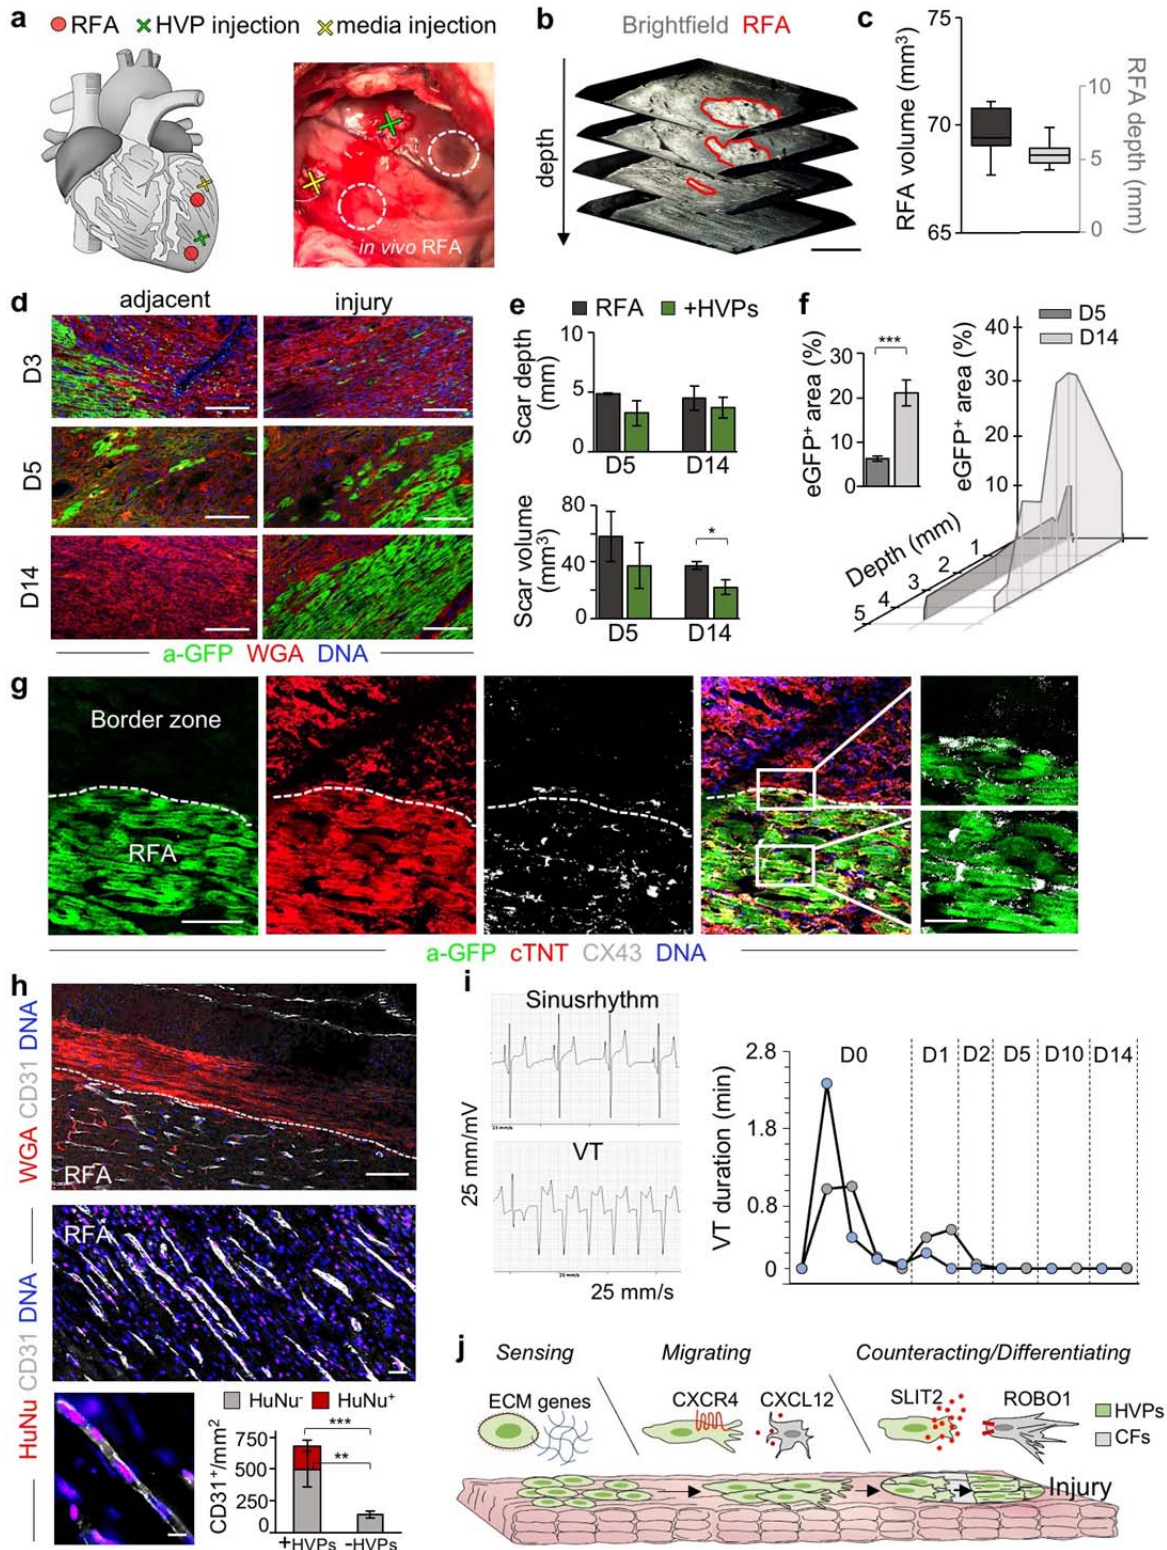 a
RFA HVP injection media injection
in vivo RFA
b
Brightfield RFA
depth
c
RFA volume (mm³)
75
70
65
RFA depth (mm)
10
5
0
d
adjacent injury
D3
D5
D14
a-GFP WGA DNA
e
RFA +HVPs
Scar depth
(mm)
10
5
0
D5 D14
Scar volume
(mm³)
80
40
0
*
D5 D14
f
D5
D14
eGFP⁺ area (%)
30
20
10
0
***
eGFP⁺ area (%)
40
30
20
10
Depth (mm)
1
2
3
4
5
g
Border zone
RFA
a-GFP cTNT CX43 DNA
h
WGA CD31 DNA
RFA
HuNu CD31 DNA
RFA
HuNu⁻ HuNu⁺
CD31⁺/mm²
750
500
250
0
***
**
+HVPs -HVPs
i
Sinusrhythm
25 mm/s
VT
25 mm/s
25 mm/mV
25 mm/s
VT duration (min)
2.8
1.8
0.8
0
D0 D1 D2 D5 D10 D14
j
Sensing Migrating Counteracting/Differentiating
ECM genes
CXCR4 CXCL12
SLIT2 ROBO1
HVPs
CFs
Injury